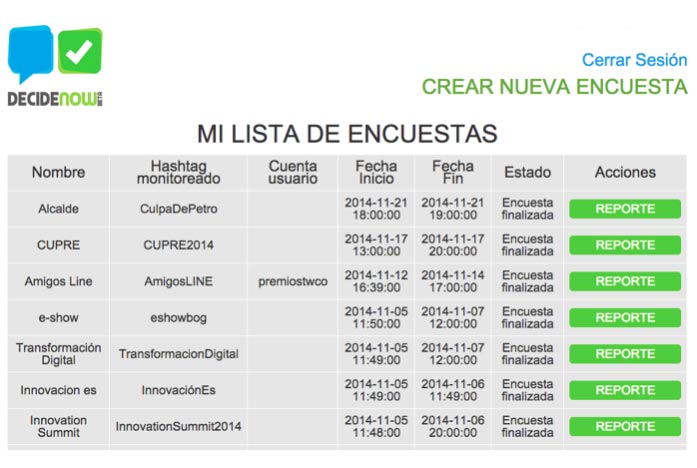 DECIDENOW BETA
Cerrar Sesión
CREAR NUEVA ENCUESTA
MI LISTA DE ENCUESTAS
Nombre Hashtag monitoreado Cuenta usuario Fecha Inicio Fecha Fin Estado Acciones
Alcalde CulpaDePetro 2014-11-21 18:00:00 2014-11-21 19:00:00 Encuesta finalizada REPORTE
CUPRE CUPRE2014 2014-11-17 13:00:00 2014-11-17 20:00:00 Encuesta finalizada REPORTE
Amigos Line AmigosLINE premiostwco 2014-11-12 16:39:00 2014-11-14 17:00:00 Encuesta finalizada REPORTE
e-show eshowbog 2014-11-05 11:50:00 2014-11-07 12:00:00 Encuesta finalizada REPORTE
Transformación Digital TransformacionDigital 2014-11-05 11:49:00 2014-11-07 12:00:00 Encuesta finalizada REPORTE
Innovacion es InnovaciónEs 2014-11-05 11:49:00 2014-11-06 11:49:00 Encuesta finalizada REPORTE
Innovation Summit InnovationSummit2014 2014-11-05 11:48:00 2014-11-06 20:00:00 Encuesta finalizada REPORTE